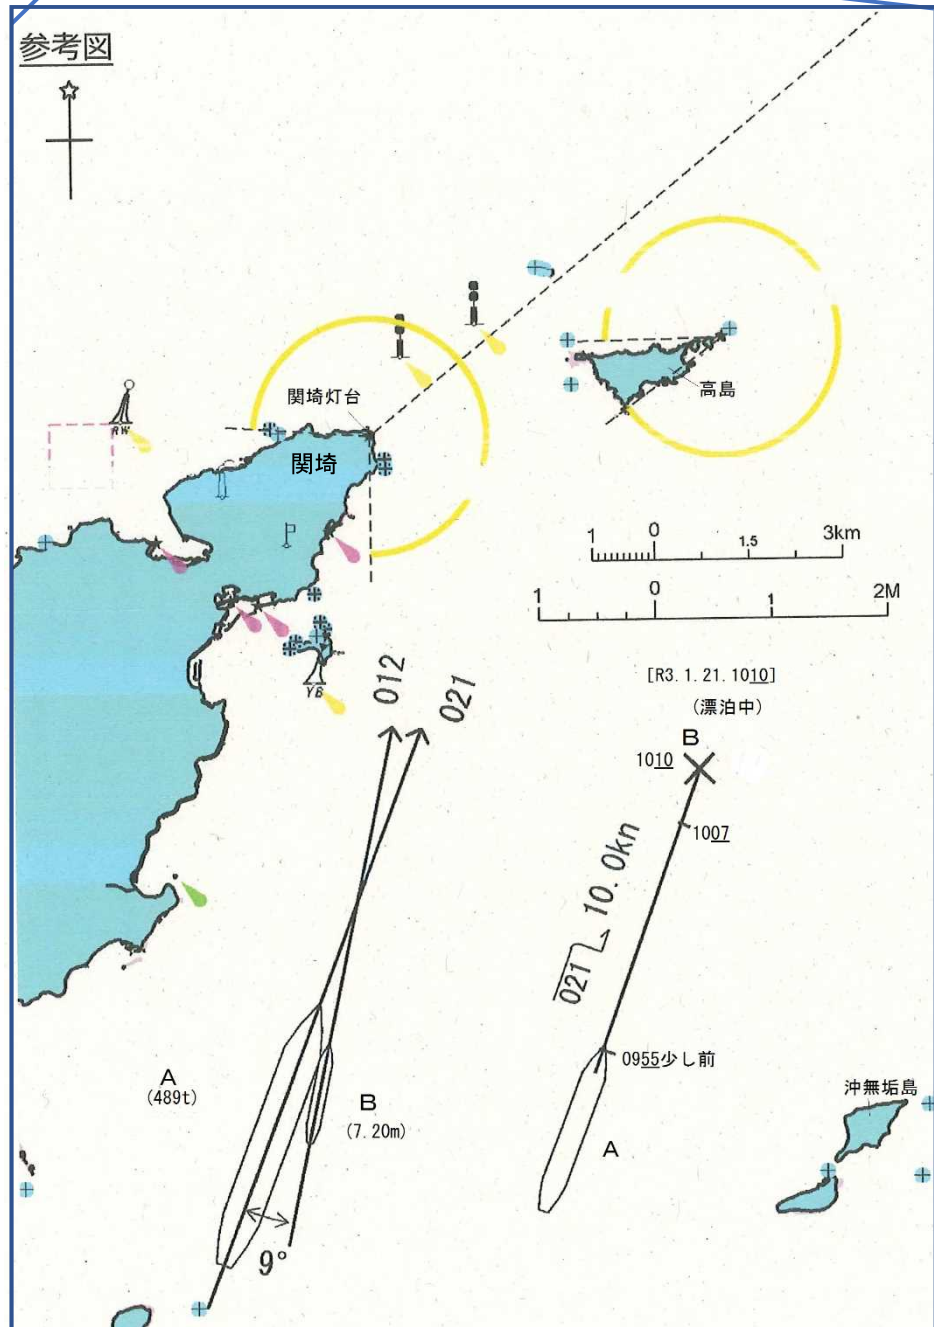 参考図
関埼灯台
関埼
高島
RW
1 0 1.5 3km
1 0 1 2M
YB
[R3.1.21.1010]
(漂泊中)
B
1010
1007
012
021
021 10.0kn
0955少し前
A
(489t)
B
(7.20m)
A
沖無垢島
9°